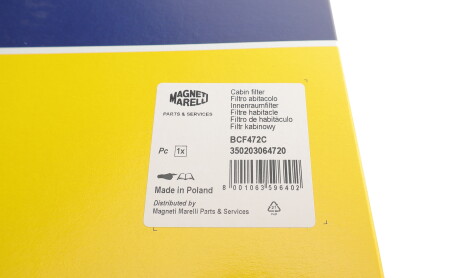 MAGNETI
MARELLI
PARTS & SERVICES
Cabin filter
Filtro abitacolo
Innenraumfilter
Filtre habitacle
Filtro de habitáculo
Filtr kabinowy
BCF472C
350203064720
Pc 1x
8 001063 596402
Made in Poland
Distributed by
Magneti Marelli Parts & Services